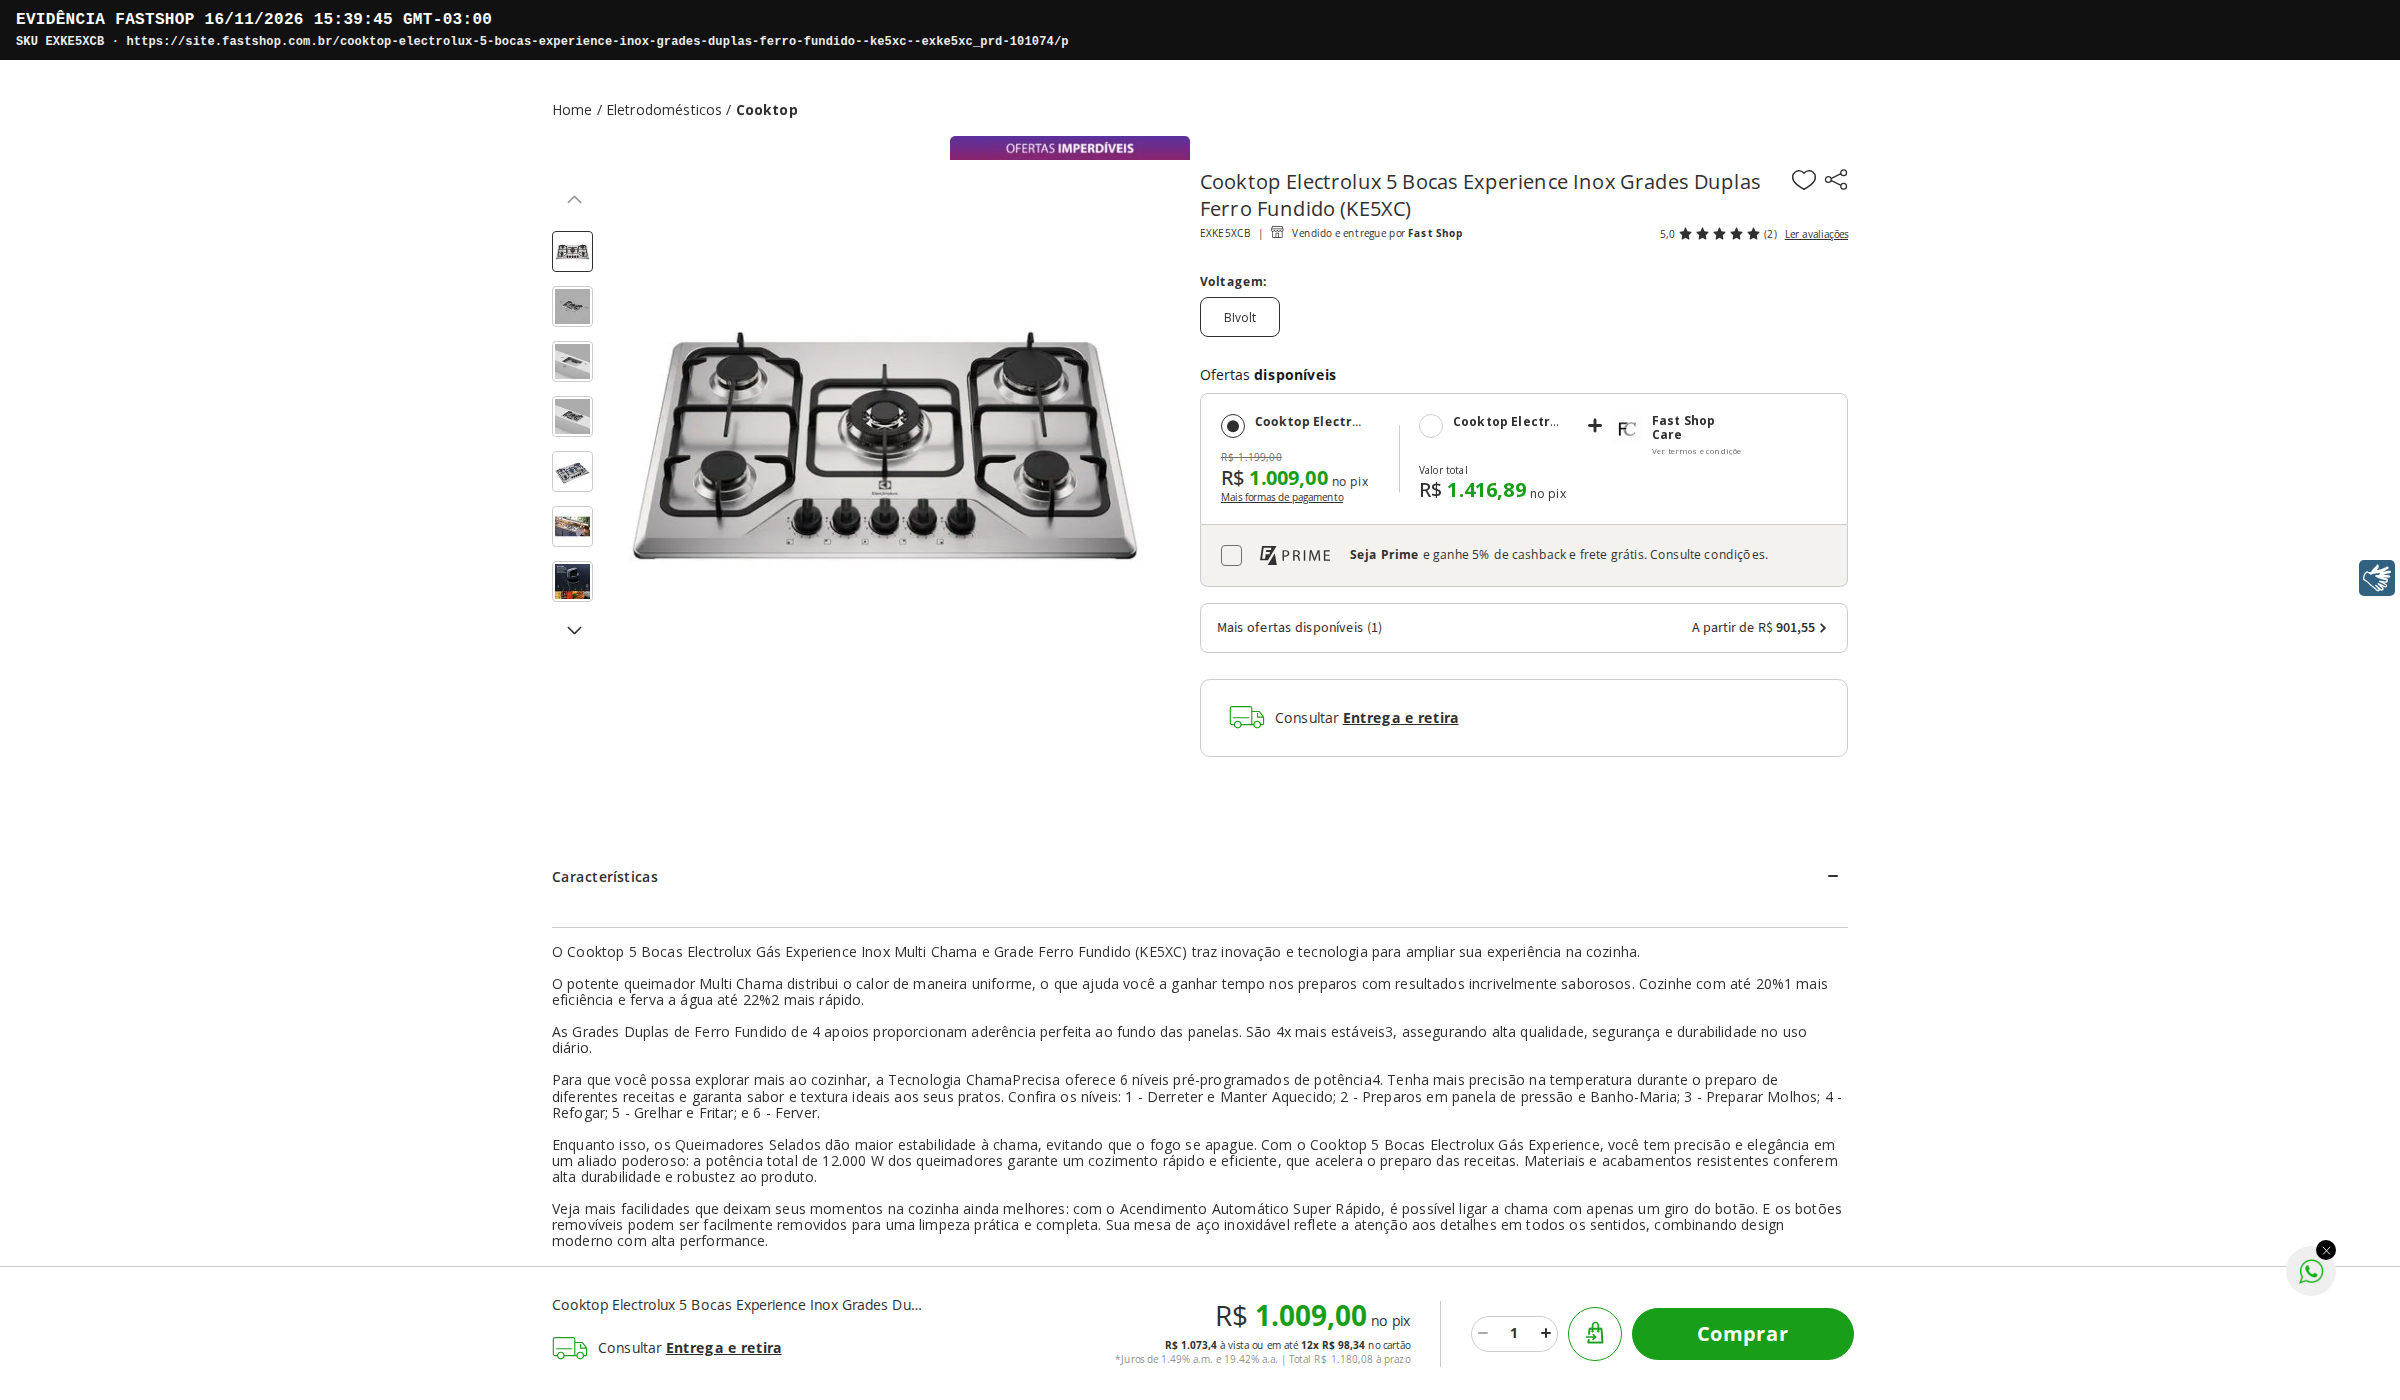 EVIDÊNCIA FASTSHOP 16/11/2026 15:39:45 GMT-03:00
SKU EXKE5XCB · https://site.fastshop.com.br/cooktop-electrolux-5-bocas-experience-inox-grades-duplas-ferro-fundido--ke5xc--exke5xc_prd-101074/p
Home / Eletrodomésticos / Cooktop
OFERTAS IMPERDÍVEIS
Cooktop Electrolux 5 Bocas Experience Inox Grades Duplas
Ferro Fundido (KE5XC)
EXKE5XCB | Vendido e entregue por Fast Shop
5,0 (2) Ler avaliações
Voltagem:
BIvolt
Ofertas disponíveis
Cooktop Electr...
R$ 1.199,00
R$ 1.009,00 no pix
Mais formas de pagamento
Cooktop Electr...
+
FC
Fast Shop
Care
Ver termos e condiçõe
Valor total
R$ 1.416,89 no pix
PRIME
Seja Prime e ganhe 5% de cashback e frete grátis. Consulte condições.
Mais ofertas disponíveis (1)
A partir de R$ 901,55
Consultar Entrega e retira
Electrolux
Características
O Cooktop 5 Bocas Electrolux Gás Experience Inox Multi Chama e Grade Ferro Fundido (KE5XC) traz inovação e tecnologia para ampliar sua experiência na cozinha.
O potente queimador Multi Chama distribui o calor de maneira uniforme, o que ajuda você a ganhar tempo nos preparos com resultados incrivelmente saborosos. Cozinhe com até 20%1 mais
eficiência e ferva a água até 22%2 mais rápido.
As Grades Duplas de Ferro Fundido de 4 apoios proporcionam aderência perfeita ao fundo das panelas. São 4x mais estáveis3, assegurando alta qualidade, segurança e durabilidade no uso
diário.
Para que você possa explorar mais ao cozinhar, a Tecnologia ChamaPrecisa oferece 6 níveis pré-programados de potência4. Tenha mais precisão na temperatura durante o preparo de
diferentes receitas e garanta sabor e textura ideais aos seus pratos. Confira os níveis: 1 - Derreter e Manter Aquecido; 2 - Preparos em panela de pressão e Banho-Maria; 3 - Preparar Molhos; 4 -
Refogar; 5 - Grelhar e Fritar; e 6 - Ferver.
Enquanto isso, os Queimadores Selados dão maior estabilidade à chama, evitando que o fogo se apague. Com o Cooktop 5 Bocas Electrolux Gás Experience, você tem precisão e elegância em
um aliado poderoso: a potência total de 12.000 W dos queimadores garante um cozimento rápido e eficiente, que acelera o preparo das receitas. Materiais e acabamentos resistentes conferem
alta durabilidade e robustez ao produto.
Veja mais facilidades que deixam seus momentos na cozinha ainda melhores: com o Acendimento Automático Super Rápido, é possível ligar a chama com apenas um giro do botão. E os botões
removíveis podem ser facilmente removidos para uma limpeza prática e completa. Sua mesa de aço inoxidável reflete a atenção aos detalhes em todos os sentidos, combinando design
moderno com alta performance.
Cooktop Electrolux 5 Bocas Experience Inox Grades Du...
Consultar Entrega e retira
R$ 1.009,00 no pix
R$ 1.073,4 à vista ou em até 12x R$ 98,34 no cartão
*Juros de 1.49% a.m. e 19.42% a.a. | Total R$ 1.180,08 à prazo
− 1 +
Comprar